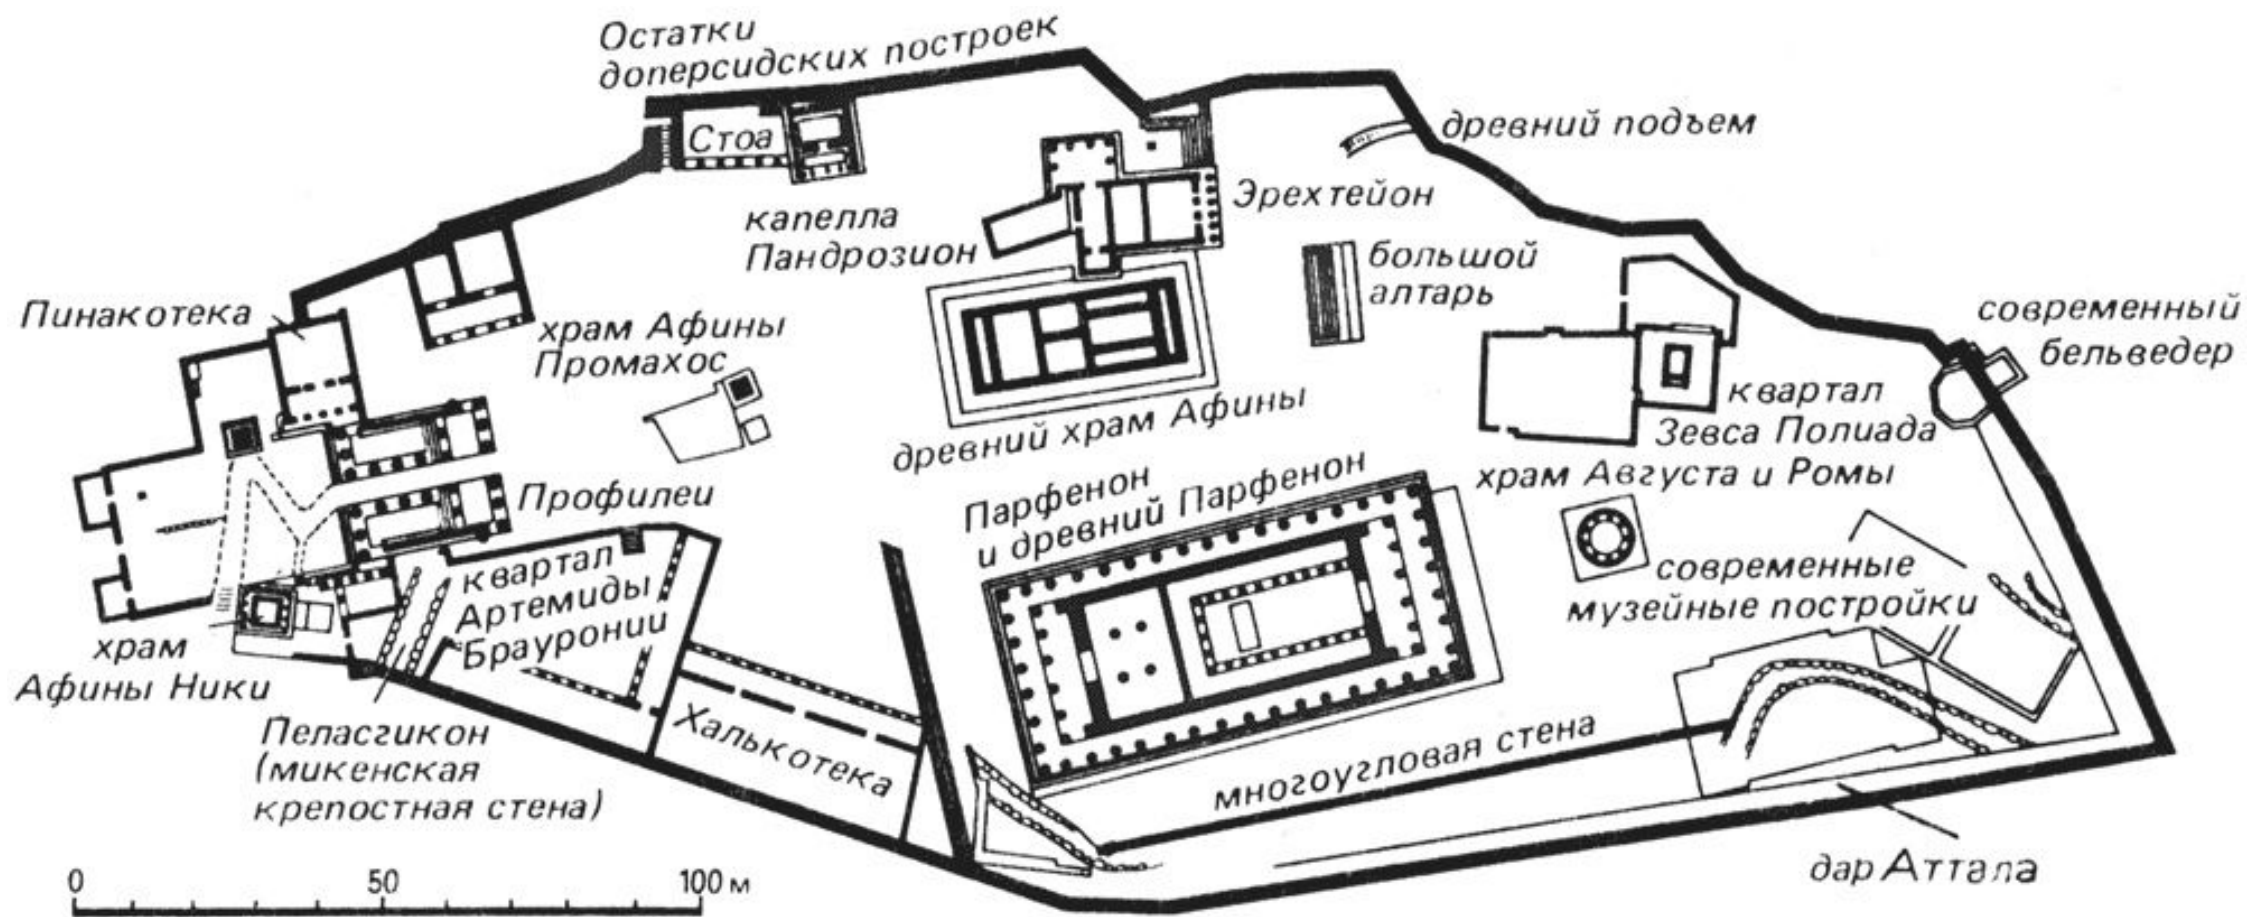 Остатки
доперсидских построек
Стоа
древний подъем
капелла
Пандрозион
Эрехтейон
большой
алтарь
Пинакотека
храм Афины
Промахос
современный
бельведер
древний храм Афины
квартал
Зевса Полиада
храм Августа и Ромы
Парфенон
и древний Парфенон
Профилеи
квартал
Артемиды
Брауронии
современные
музейные постройки
храм
Афины Ники
Пеласгикон
(микенская
крепостная стена)
Халькотека
многоугловая стена
дар Аттала
0 50 100 м